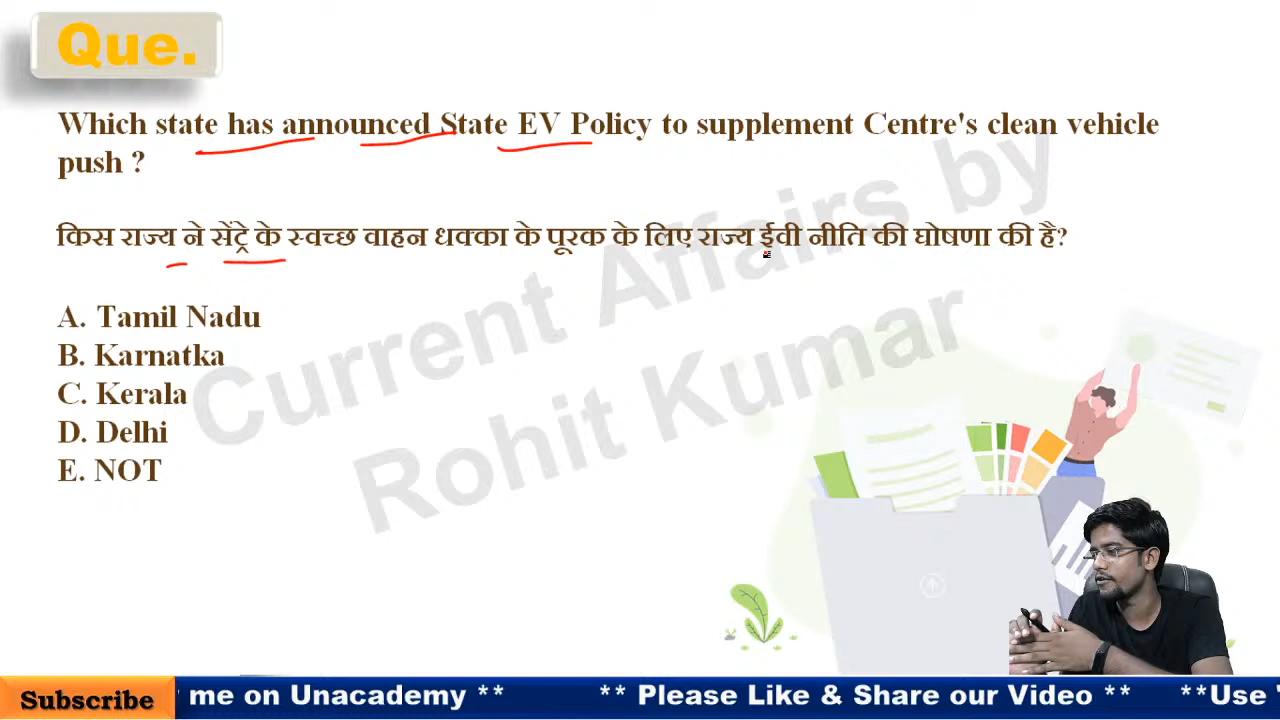 Que.
Which state has announced State EV Policy to supplement Centre's clean vehicle
push ?
किस राज्य ने सेंट्रे के स्वच्छ वाहन धक्का के पूरक के लिए राज्य ईवी नीति की घोषणा की है?
A. Tamil Nadu
B. Karnatka
C. Kerala
D. Delhi
E. NOT
Current Affairs by
Rohit Kumar
Subscribe
me on Unacademy ** ** Please Like & Share our Video ** **Use